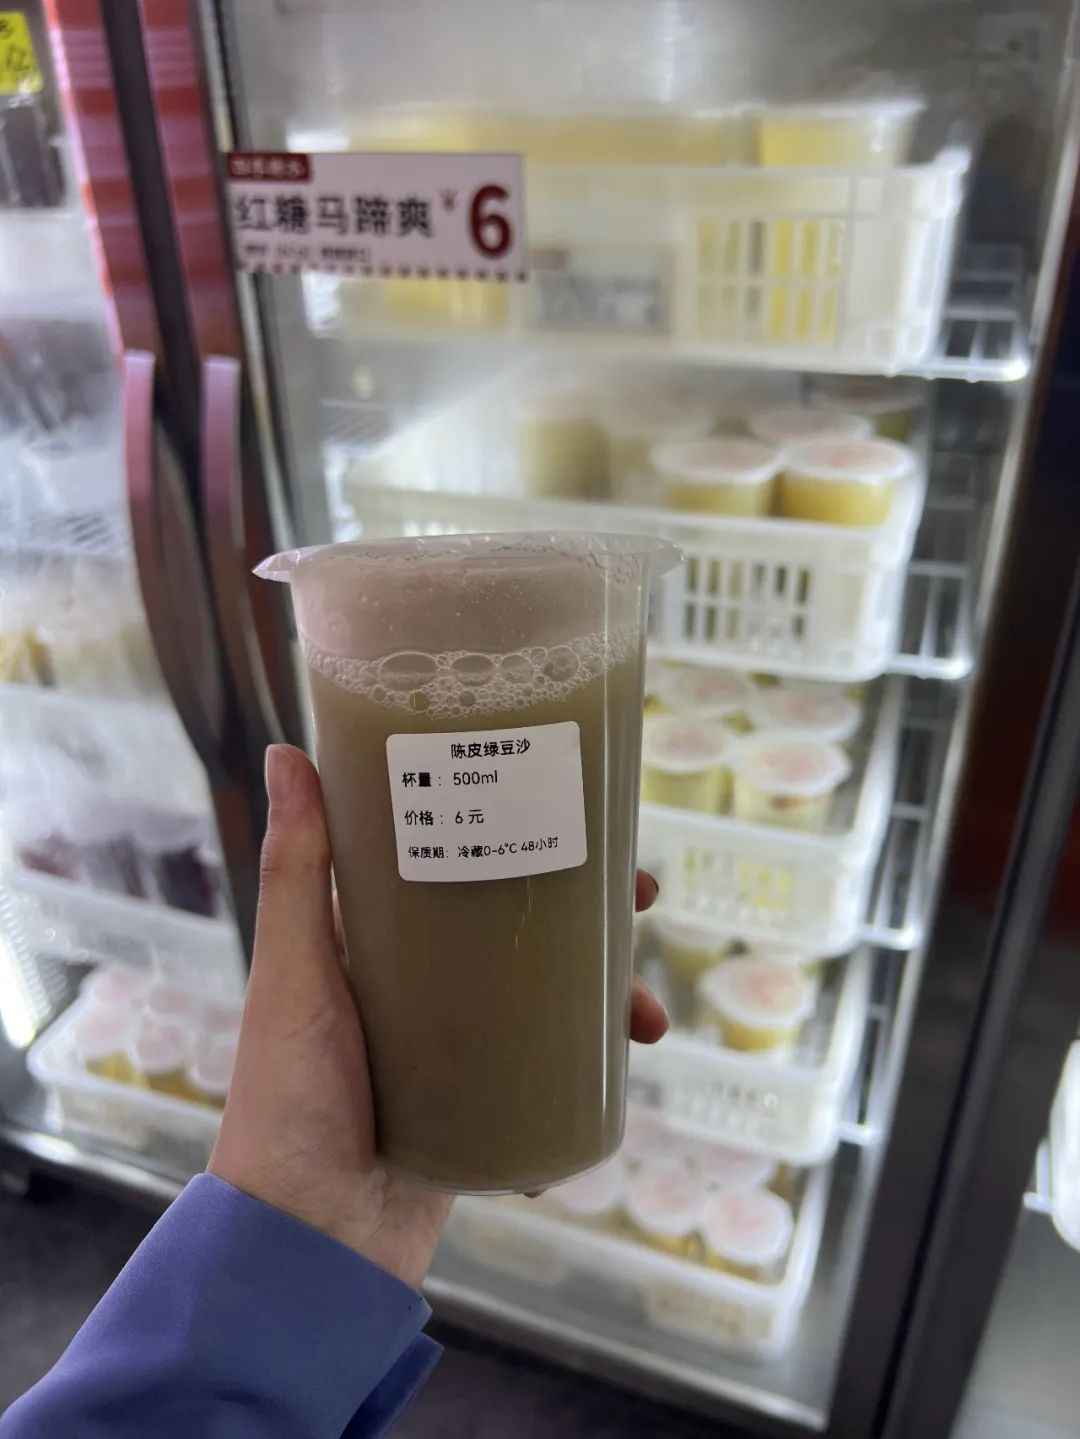 红糖马蹄爽 ¥6
陈皮绿豆沙
杯量：500ml
价格：6 元
保质期：冷藏0-6°C 48小时